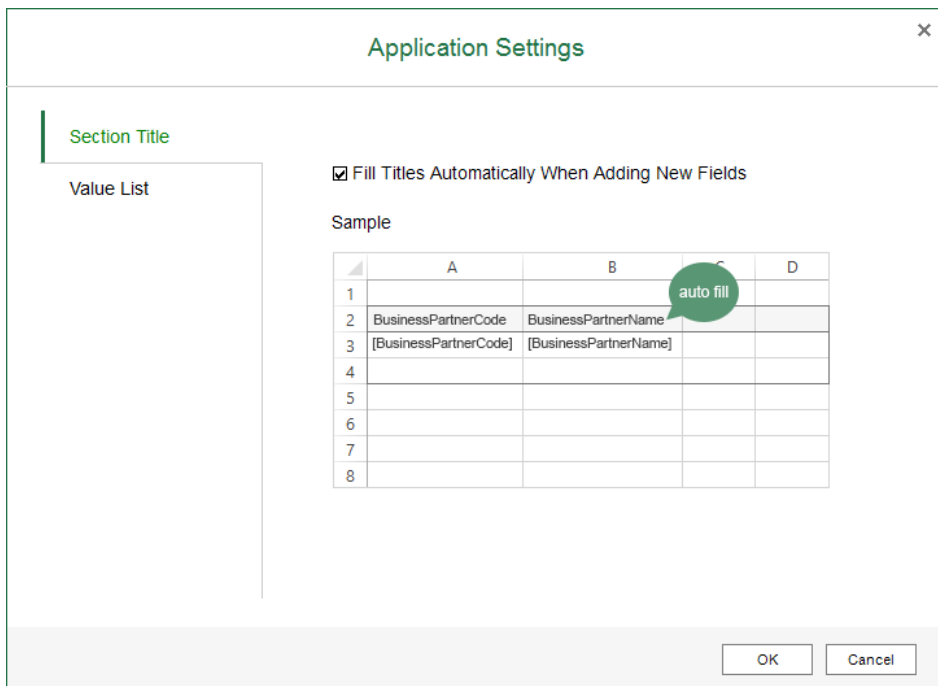 Application Settings
Section Title
Value List
Fill Titles Automatically When Adding New Fields
Sample
A B C D
1
auto fill
2 BusinessPartnerCode BusinessPartnerName
3 [BusinessPartnerCode] [BusinessPartnerName]
4
5
6
7
8
OK Cancel